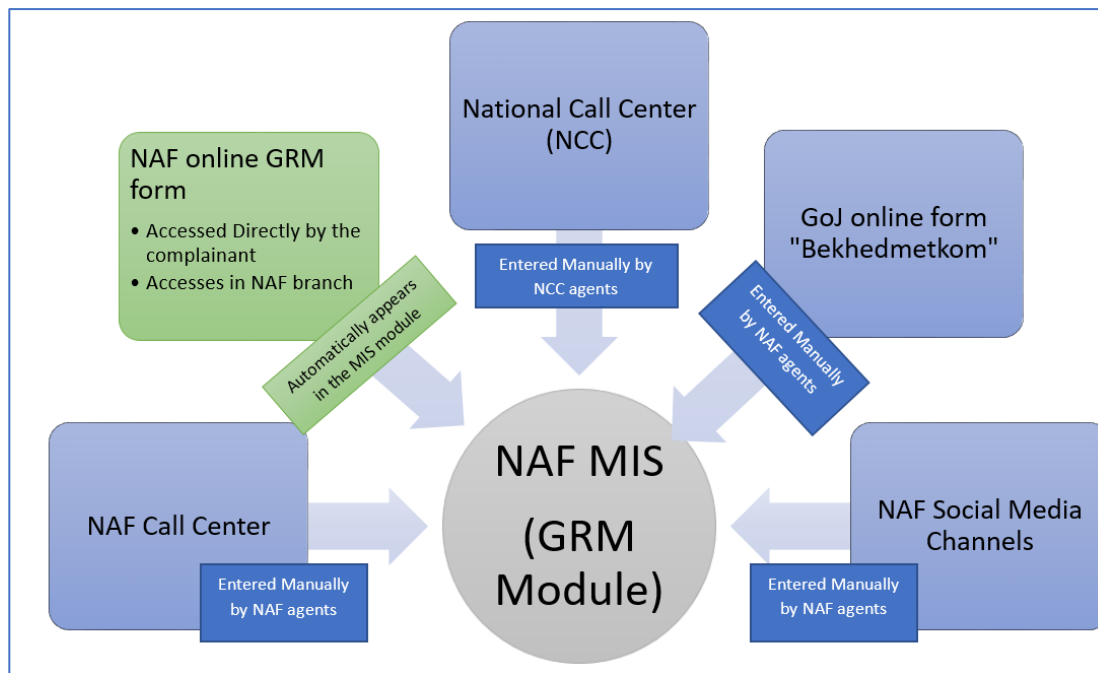 National Call Center
(NCC)
NAF online GRM
form
• Accessed Directly by the
complainant
• Accesses in NAF branch
GoJ online form
"Bekhedmetkom"
Entered Manually by
NCC agents
Automatically appears
in the MIS module
Entered Manually
by NAF agents
NAF Call Center
Entered Manually
by NAF agents
NAF MIS
(GRM
Module)
NAF Social Media
Channels
Entered Manually
by NAF agents